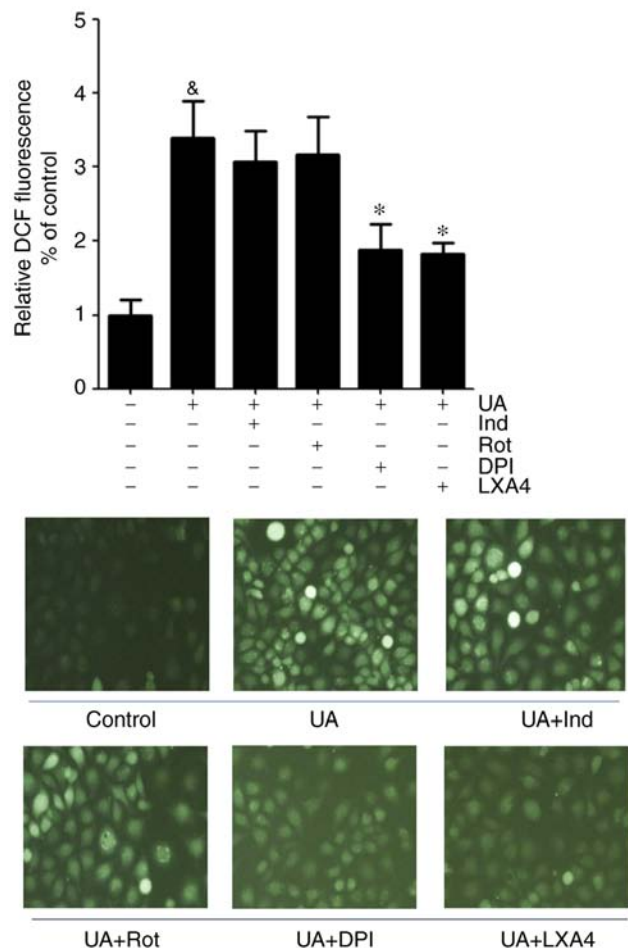 Relative DCF fluorescence
% of control
5
4
3
2
1
0
&
*
*
− + + + + + UA
− − + − − − Ind
− − − + − − Rot
− − − − + − DPI
− − − − − + LXA4
Control UA UA+Ind
UA+Rot UA+DPI UA+LXA4